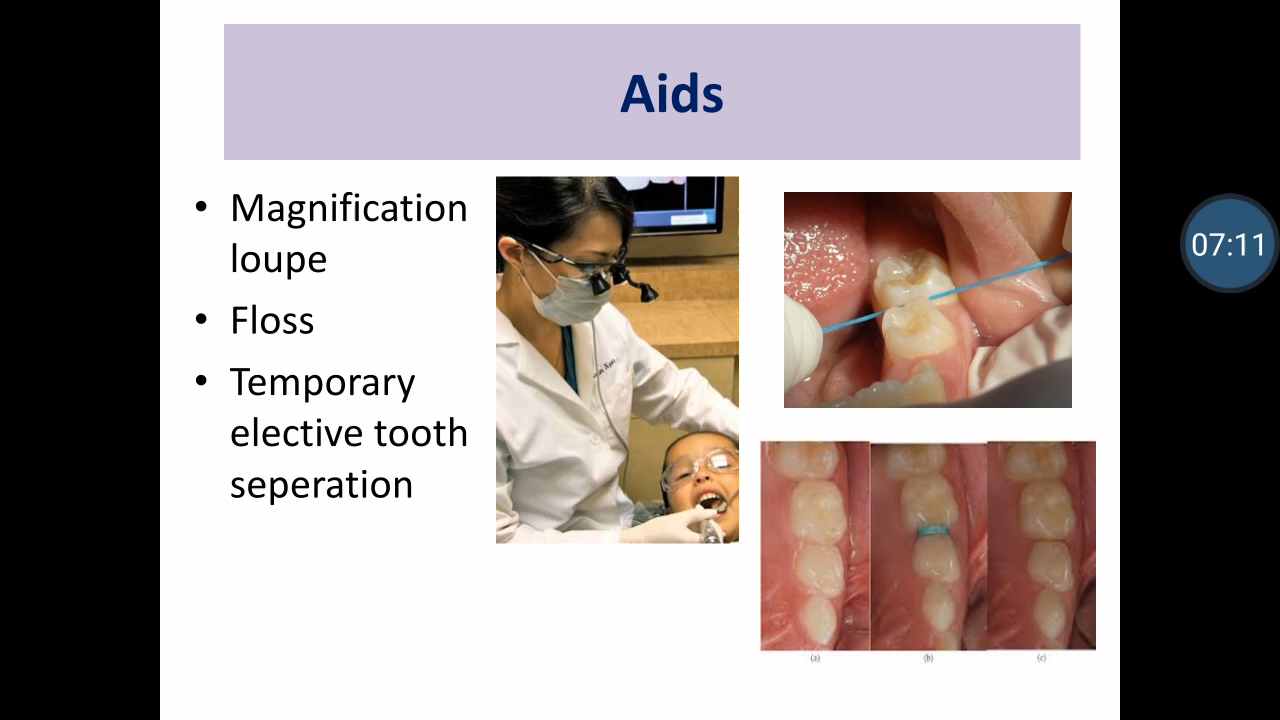 Aids
• Magnification
loupe
• Floss
• Temporary
elective tooth
seperation
07:11
(a)
(b)
(c)